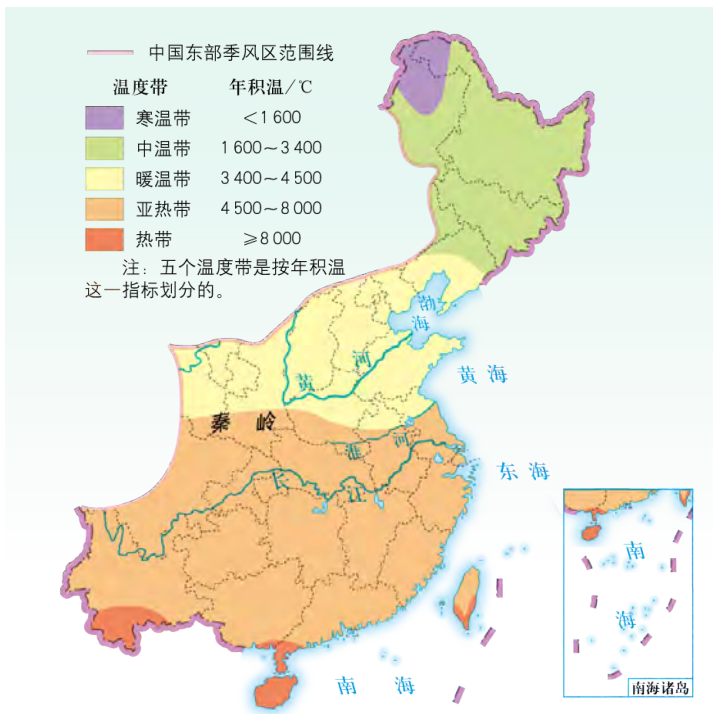 中国东部季风区范围线
温度带 年积温/℃
寒温带 <1 600
中温带 1 600～3 400
暖温带 3 400～4 500
亚热带 4 500～8 000
热带 ≥8 000
注：五个温度带是按年积温
这一指标划分的。
渤
海
黄 河
黄 海
秦 岭
淮 河
长 江
东 海
南 海
南
海
南海诸岛